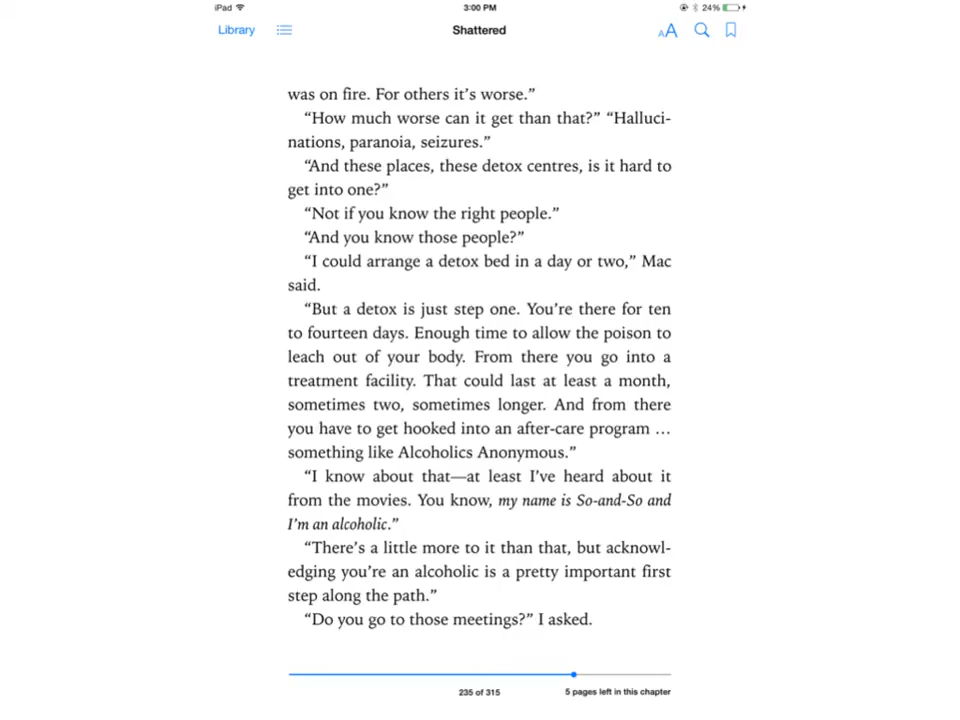 iPad 3:00 PM 24%
Library Shattered AA
was on fire. For others it’s worse.”
“How much worse can it get than that?” “Halluci-
nations, paranoia, seizures.”
“And these places, these detox centres, is it hard to
get into one?”
“Not if you know the right people.”
“And you know those people?”
“I could arrange a detox bed in a day or two,” Mac
said.
“But a detox is just step one. You’re there for ten
to fourteen days. Enough time to allow the poison to
leach out of your body. From there you go into a
treatment facility. That could last at least a month,
sometimes two, sometimes longer. And from there
you have to get hooked into an after-care program …
something like Alcoholics Anonymous.”
“I know about that—at least I’ve heard about it
from the movies. You know, my name is So-and-So and
I’m an alcoholic.”
“There’s a little more to it than that, but acknowl-
edging you’re an alcoholic is a pretty important first
step along the path.”
“Do you go to those meetings?” I asked.
235 of 315 5 pages left in this chapter